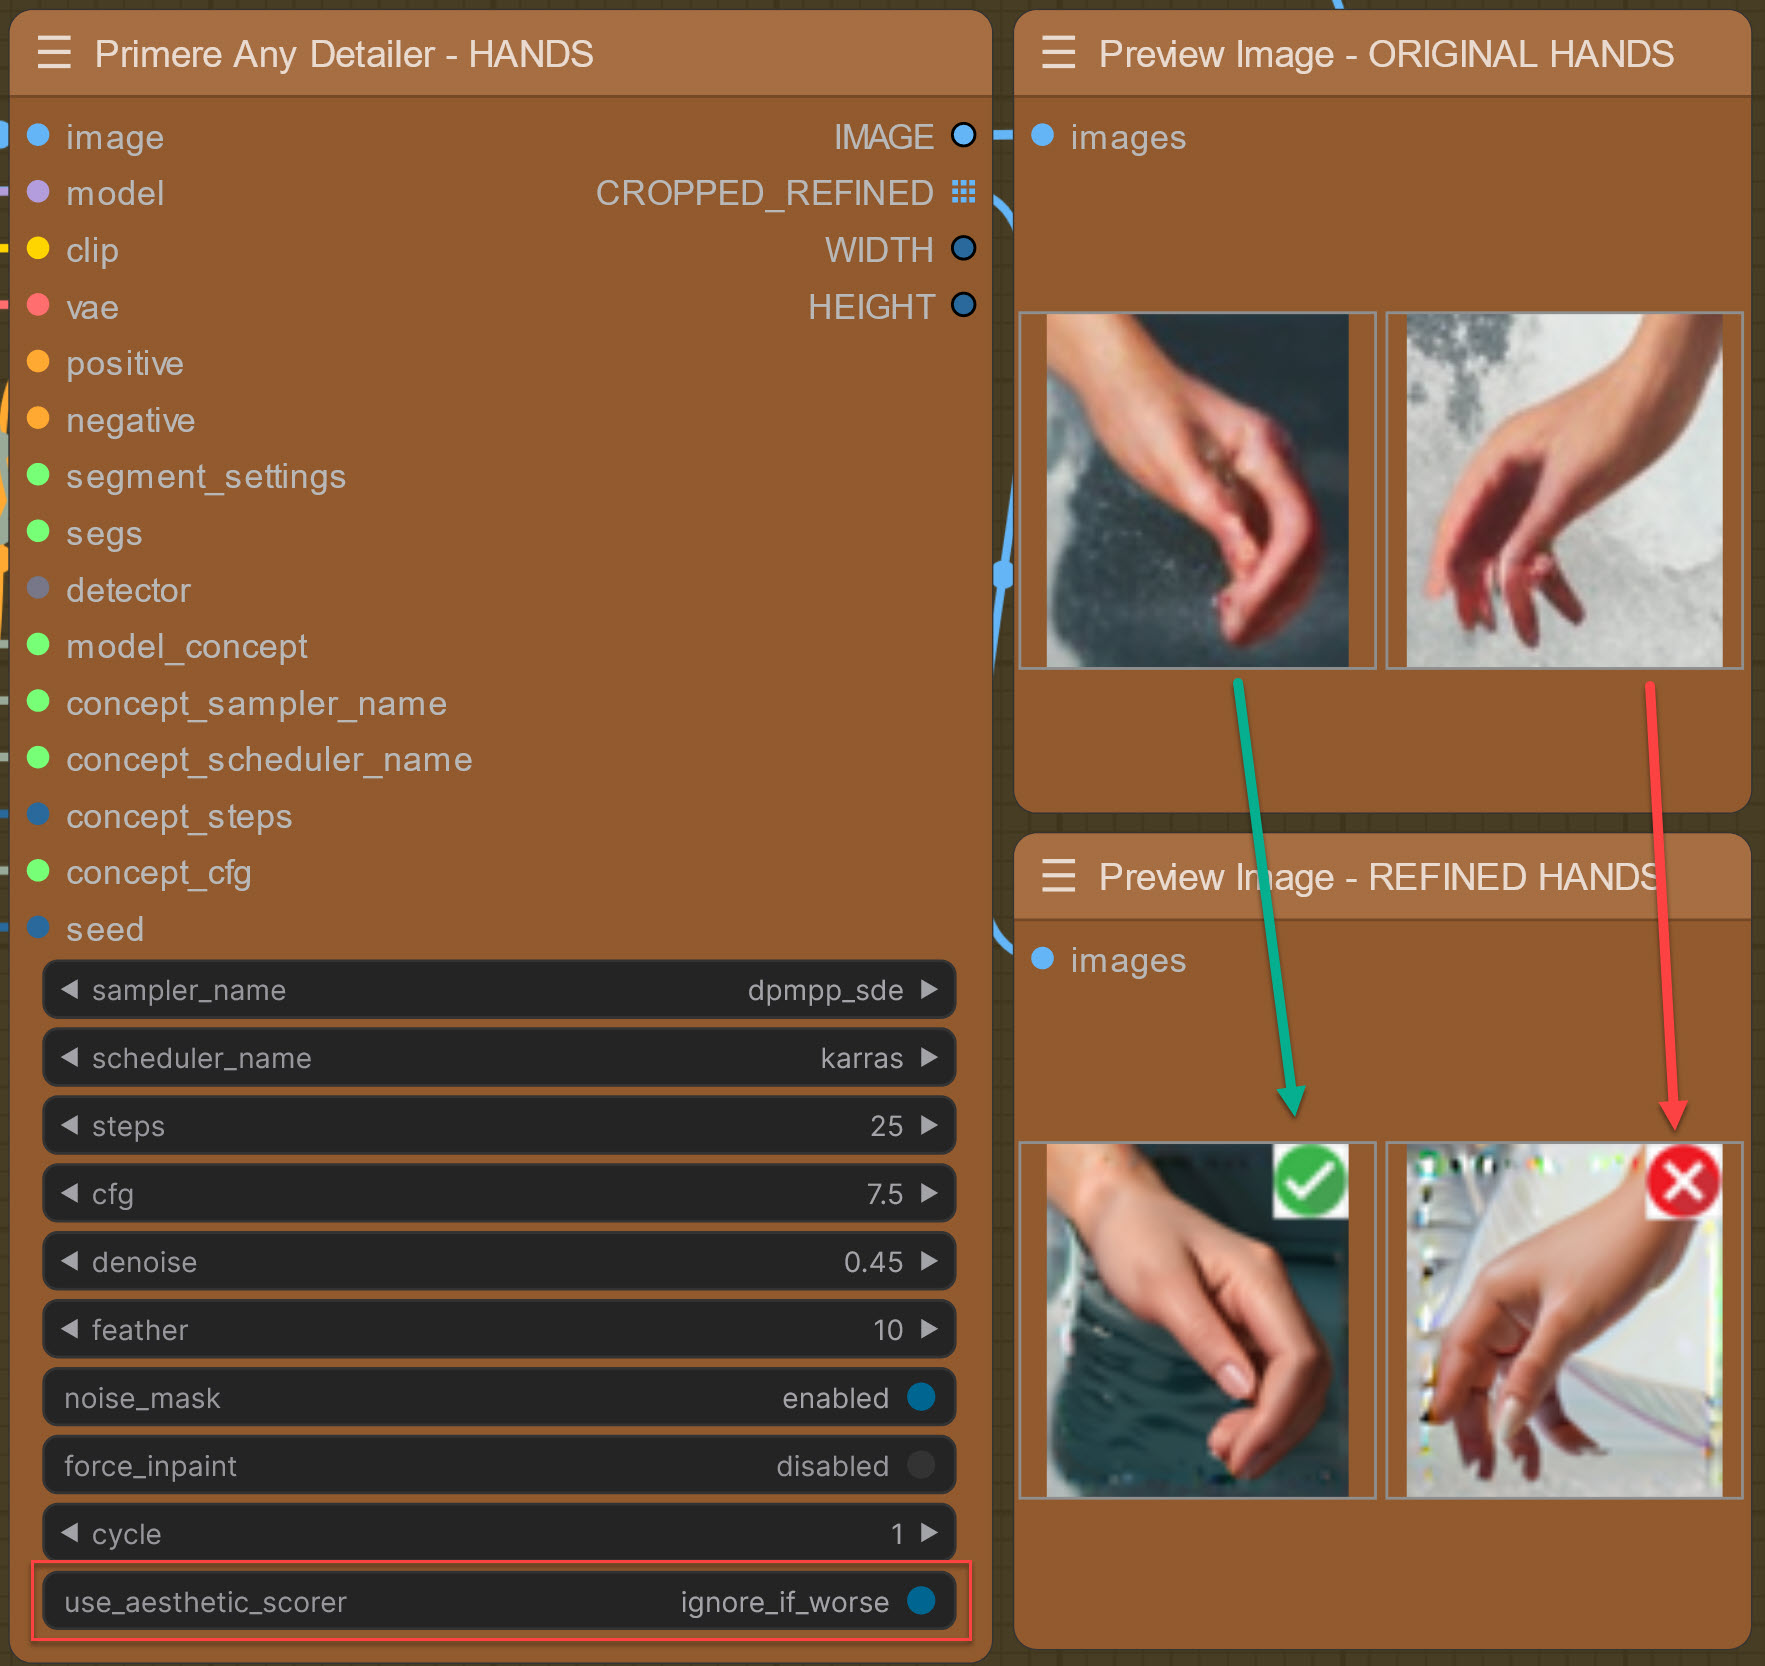 Primere Any Detailer - HANDS
image IMAGE
model CROPPED_REFINED
clip WIDTH
vae HEIGHT
positive
negative
segment_settings
segs
detector
model_concept
concept_sampler_name
concept_scheduler_name
concept_steps
concept_cfg
seed
sampler_name dpmpp_sde
scheduler_name karras
steps 25
cfg 7.5
denoise 0.45
feather 10
noise_mask enabled
force_inpaint disabled
cycle 1
use_aesthetic_scorer ignore_if_worse
Preview Image - ORIGINAL HANDS
images
Preview Image - REFINED HANDS
images